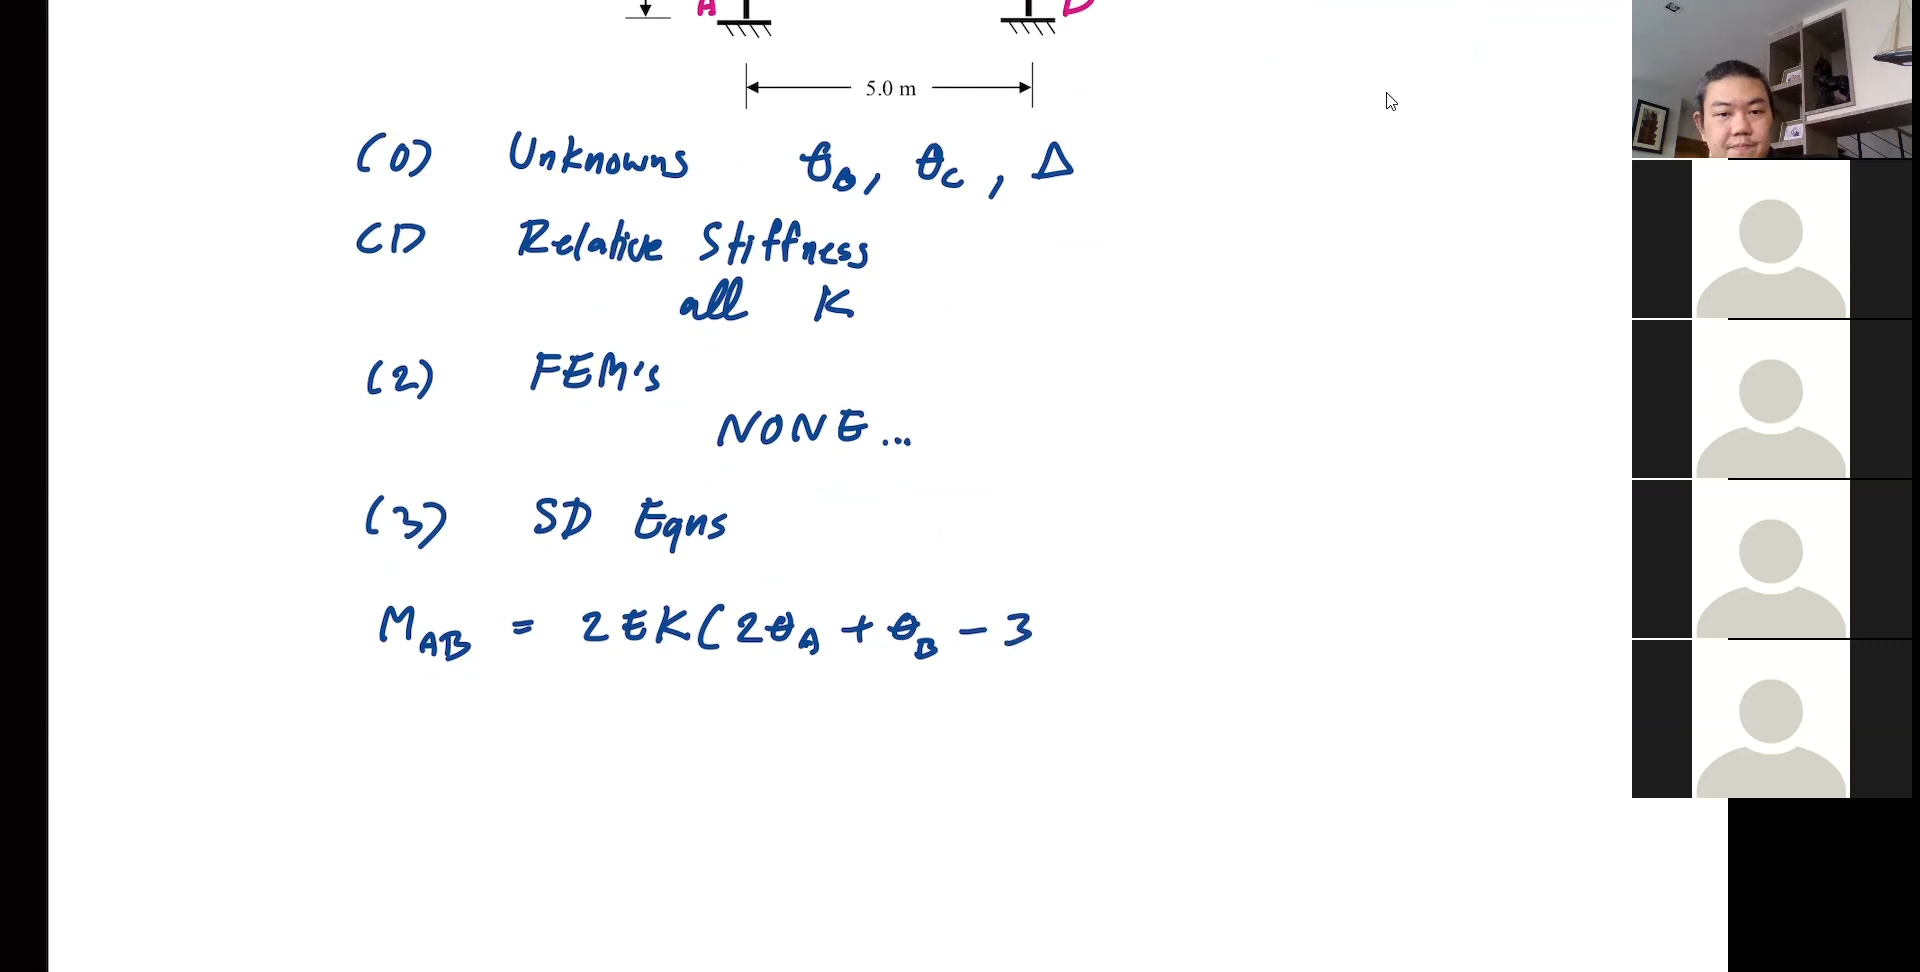 A D
5.0 m
(0) Unknowns θB, θC, Δ
(1) Relative Stiffness
all K
(2) FEM's
NONE...
(3) SD Eqns
MAB = 2EK(2θA + θB - 3